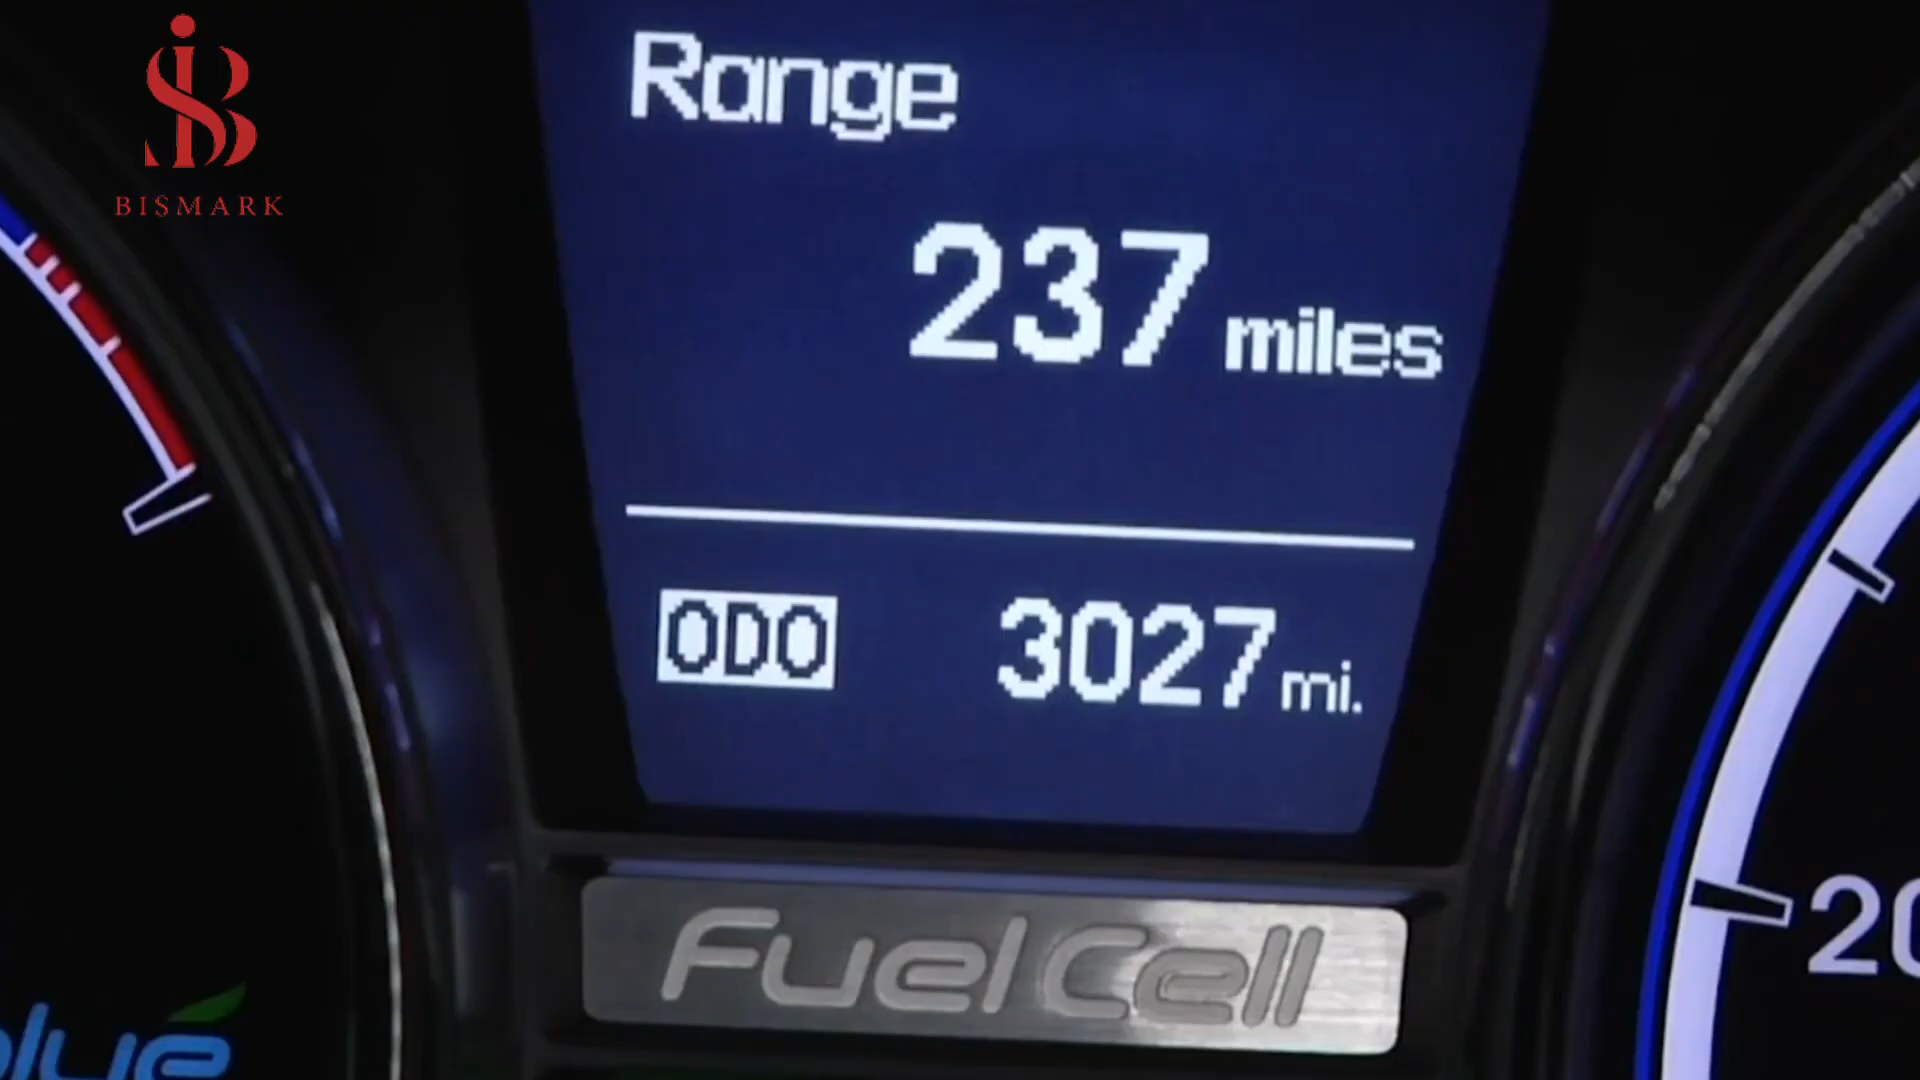 BISMARK
Range
237 miles
ODO 3027 mi.
Fuel Cell
20
blue